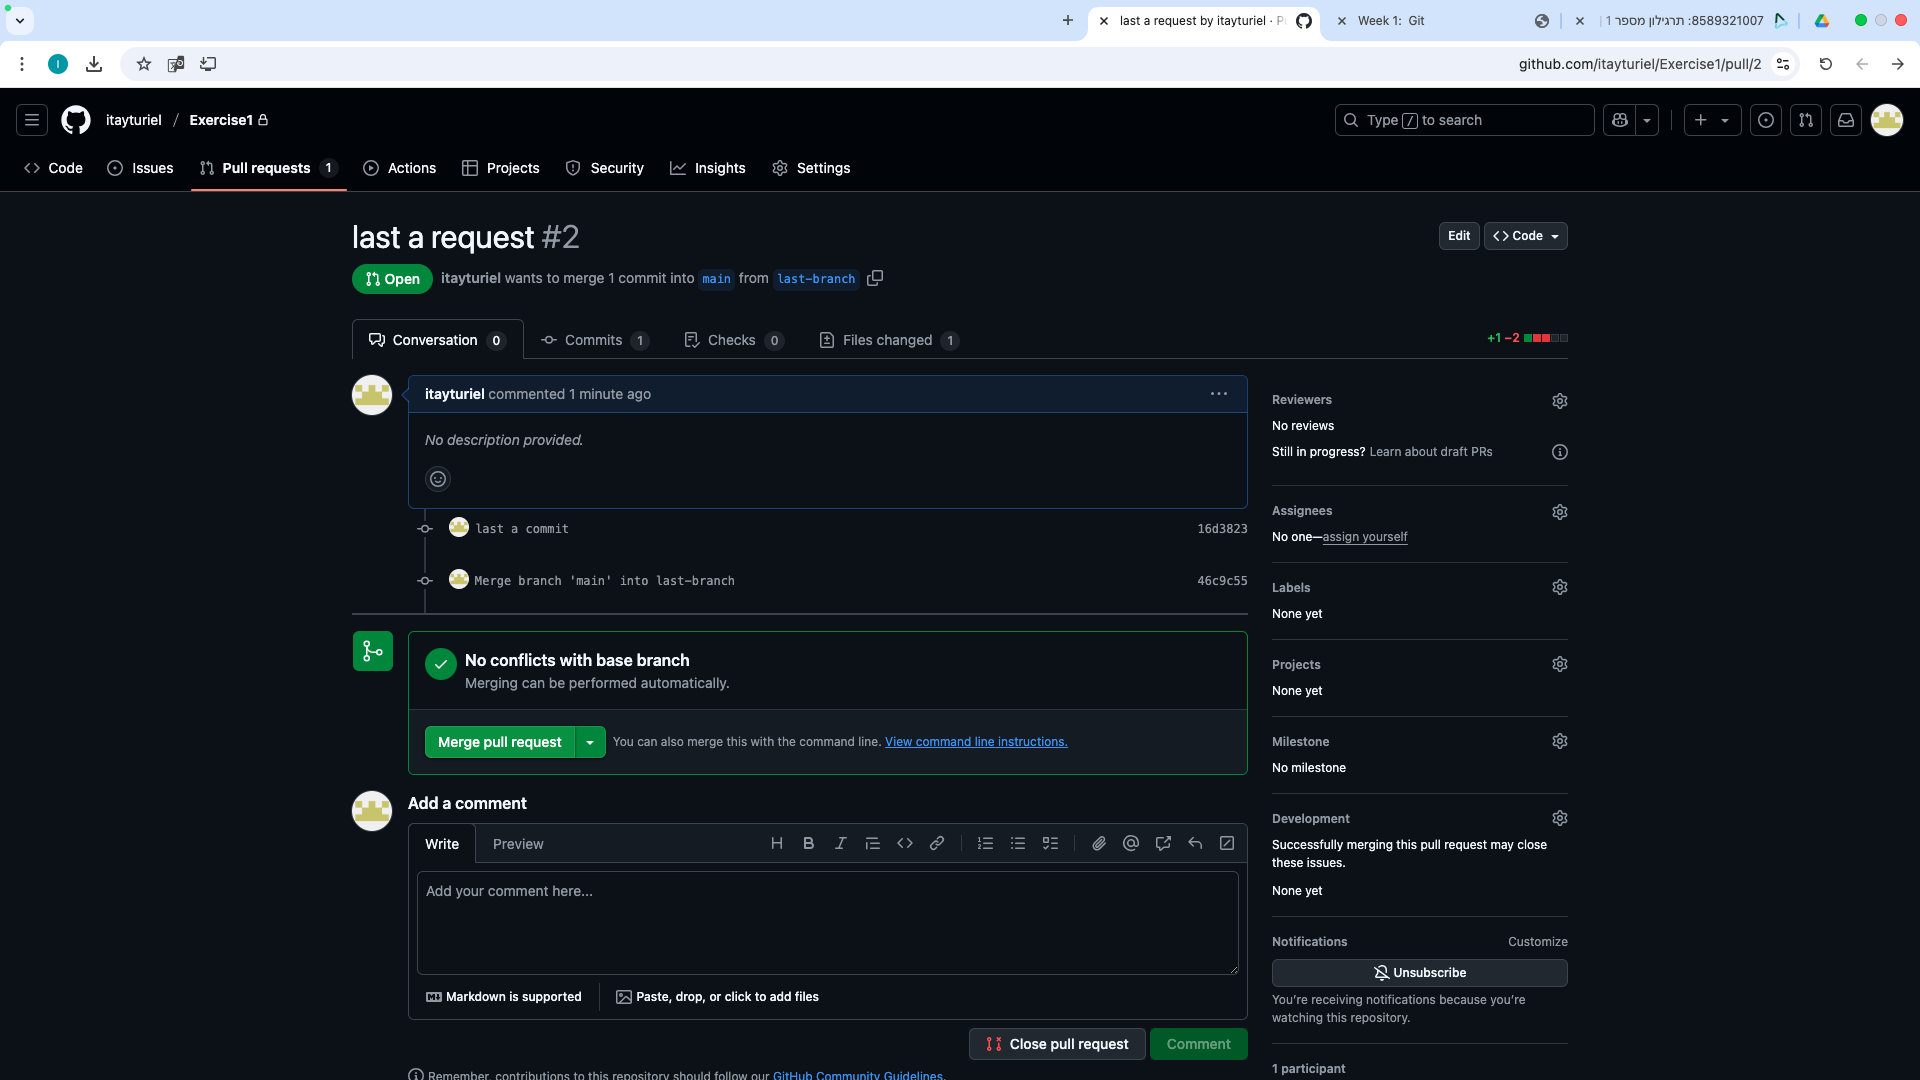 last a request by itayturiel · P
Week 1:  Git
8589321007: תרגילון מספר 1 |
I
github.com/itayturiel/Exercise1/pull/2
itayturiel / Exercise1
Type / to search
Code
Issues
Pull requests 1
Actions
Projects
Security
Insights
Settings
last a request #2
Edit
Code
Open
itayturiel wants to merge 1 commit into main from last-branch
Conversation 0
Commits 1
Checks 0
Files changed 1
+1 −2
itayturiel commented 1 minute ago
No description provided.
last a commit
16d3823
Merge branch 'main' into last-branch
46c9c55
No conflicts with base branch
Merging can be performed automatically.
Merge pull request
You can also merge this with the command line. View command line instructions.
Add a comment
Write
Preview
H B I
Add your comment here...
Markdown is supported
Paste, drop, or click to add files
Close pull request
Comment
Remember, contributions to this repository should follow our GitHub Community Guidelines.
Reviewers
No reviews
Still in progress? Learn about draft PRs
Assignees
No one—assign yourself
Labels
None yet
Projects
None yet
Milestone
No milestone
Development
Successfully merging this pull request may close
these issues.
None yet
Notifications
Customize
Unsubscribe
You're receiving notifications because you're
watching this repository.
1 participant